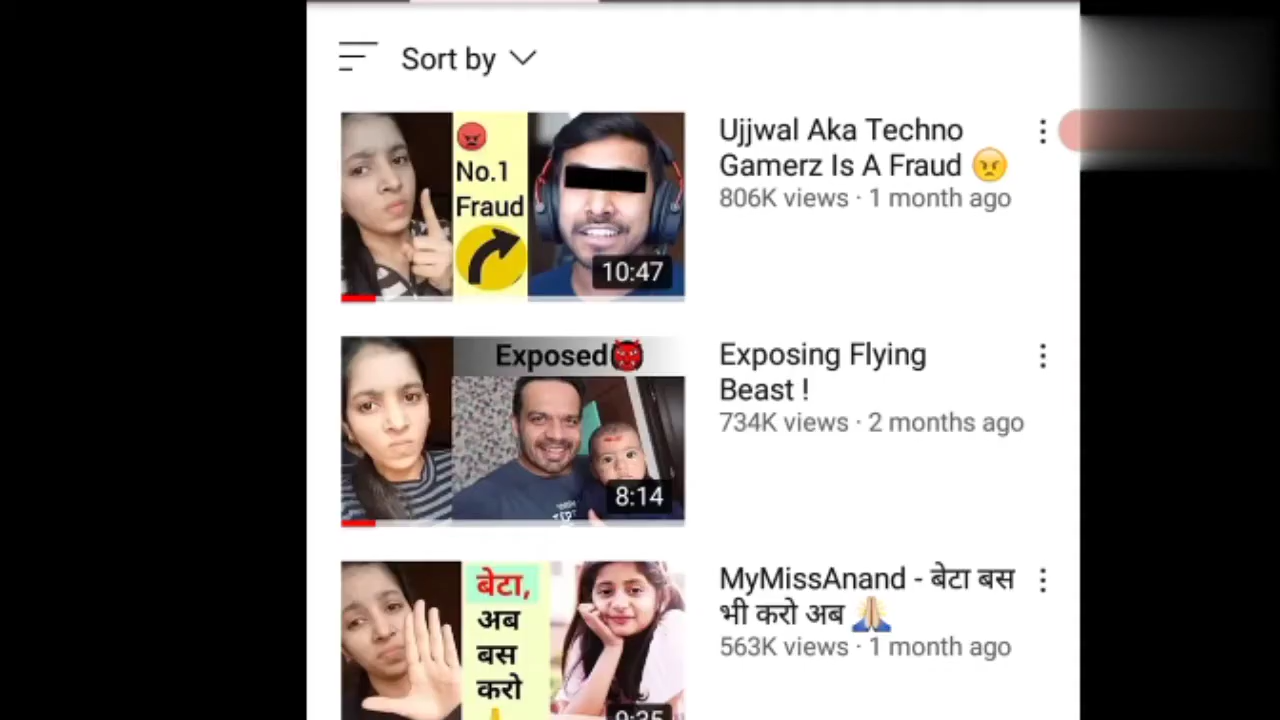 Sort by
No.1
Fraud
10:47
Ujjwal Aka Techno
Gamerz Is A Fraud 😠
806K views · 1 month ago
Exposed👹
8:14
Exposing Flying
Beast !
734K views · 2 months ago
बेटा,
अब
बस
करो
9:35
MyMissAnand - बेटा बस
भी करो अब 🙏
563K views · 1 month ago